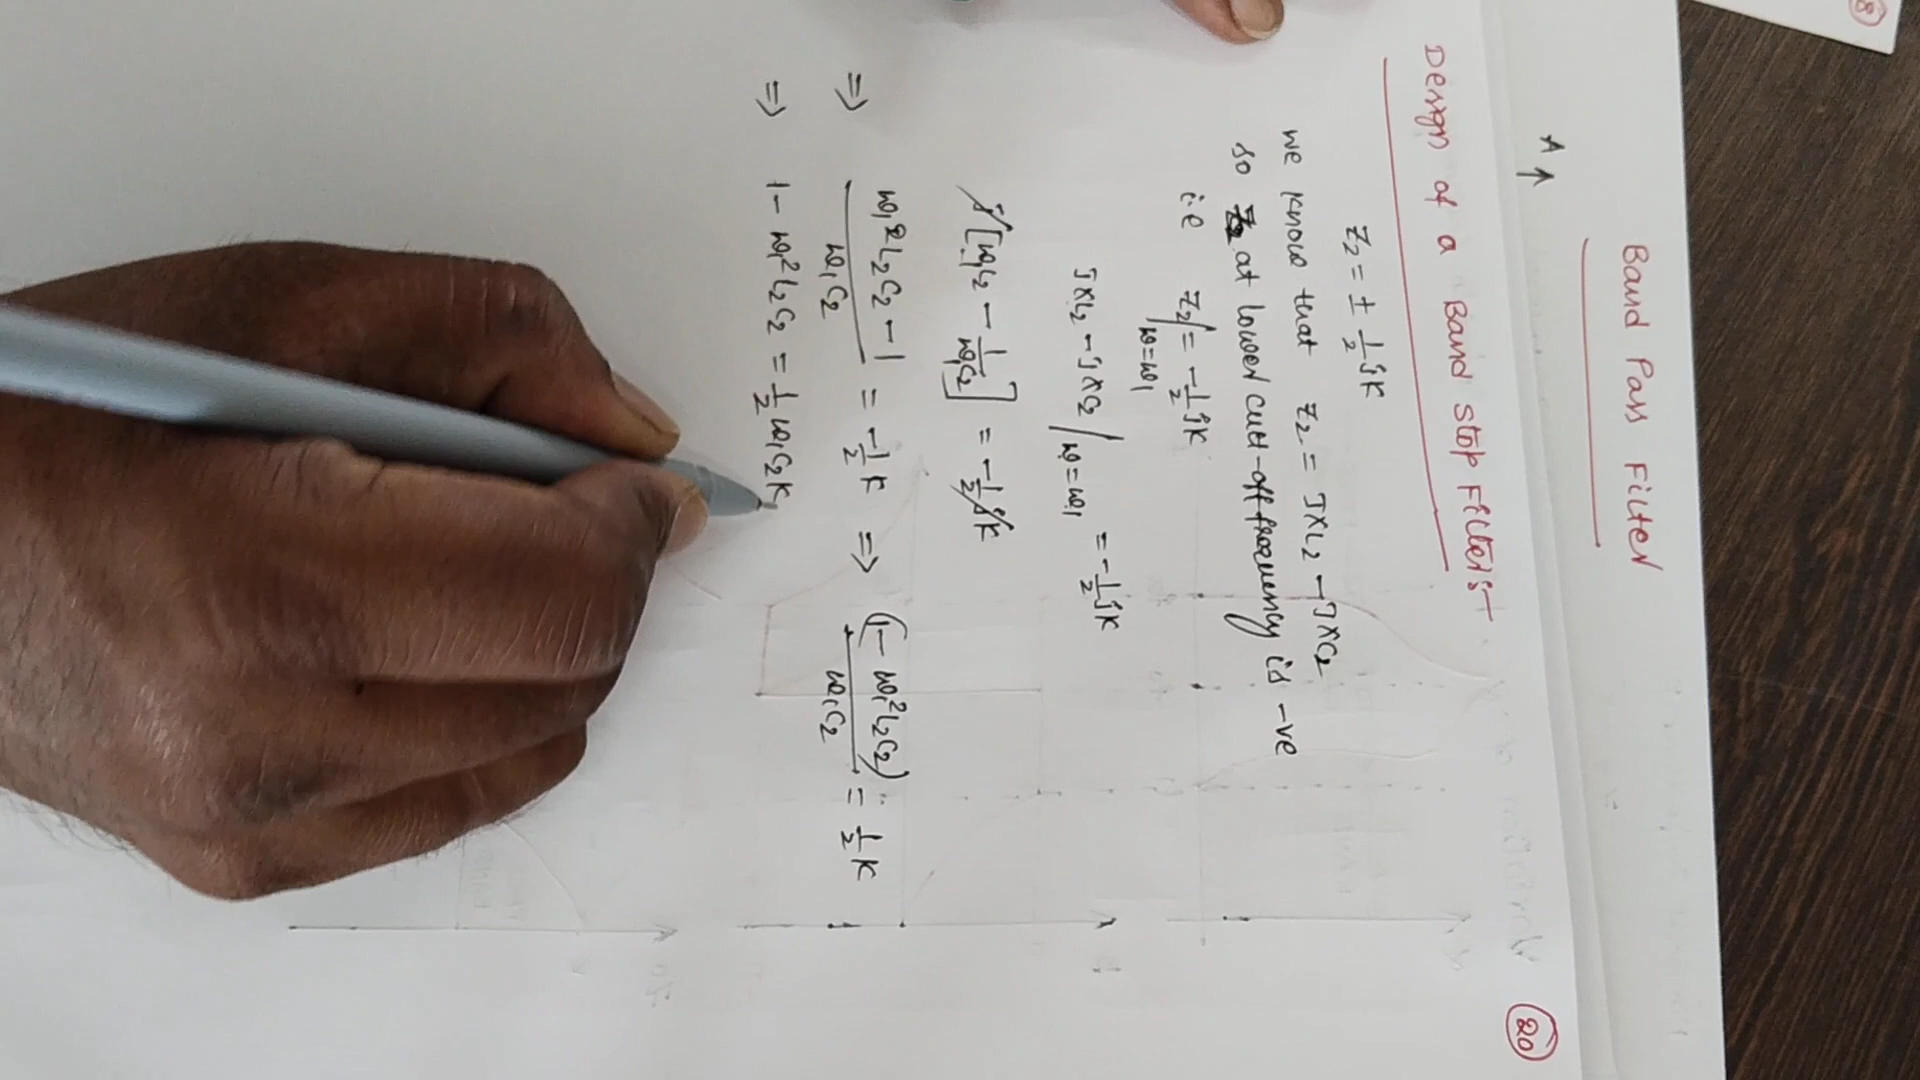 8
Band Pass Filter
A ↑
20
Design of a Band Stop Filter:-
Z₂ = ± 1/2 jk
we know that Z₂ = JXL₂ - JXC₂
so at lower cut-off frequency is -ve
i.e Z₂/ω=ω₁ = -1/2 jk
JXL₂ - JXC₂ /ω=ω₁ = -1/2 jk
j[ω₁L₂ - 1/ω₁C₂] = -1/2 jk
=> ω₁²L₂C₂ - 1 / ω₁C₂ = -1/2 k => (1 - ω₁²L₂C₂) / ω₁C₂ = 1/2 k
=> 1 - ω₁²L₂C₂ = 1/2 ω₁C₂k